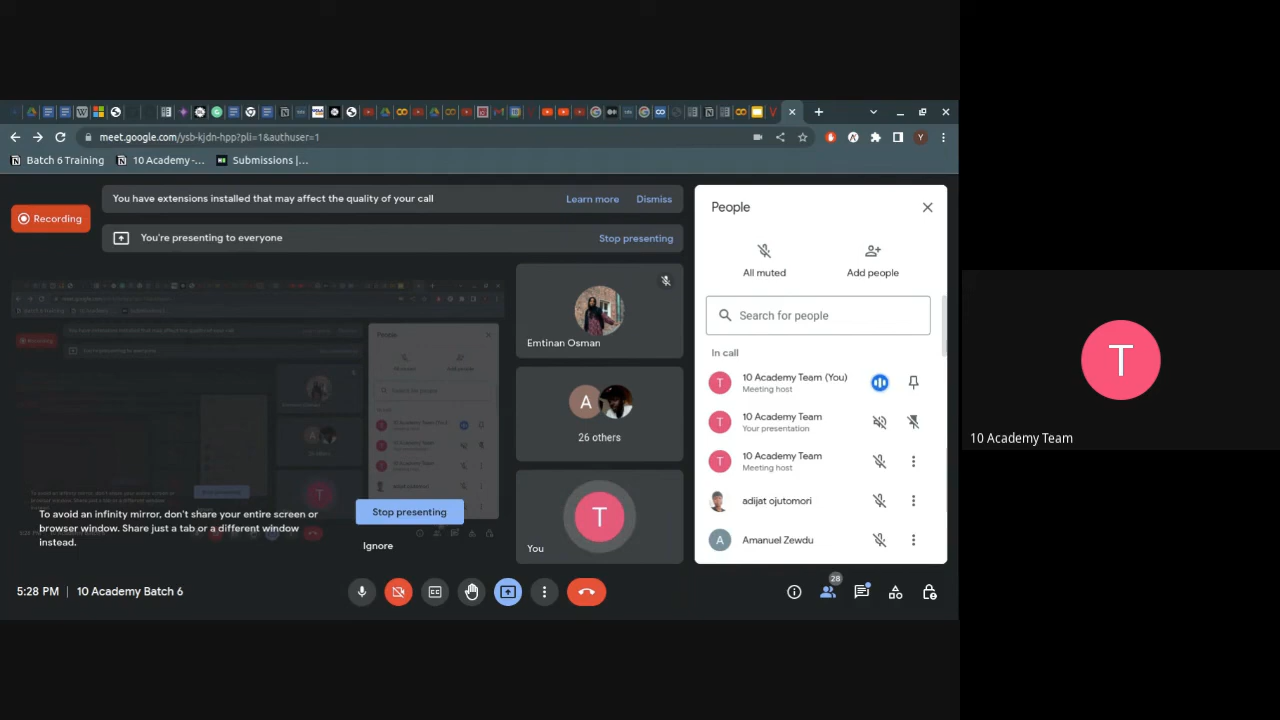 meet.google.com/ysb-kjdn-hpp?pli=1&authuser=1
Y
Batch 6 Training
10 Academy -...
Submissions |...
Recording
You have extensions installed that may affect the quality of your call
Learn more
Dismiss
You're presenting to everyone
Stop presenting
Emtinan Osman
A
26 others
T
You
To avoid an infinity mirror, don't share your entire screen or
browser window. Share just a tab or a different window
instead.
Stop presenting
Ignore
People
All muted
Add people
Search for people
In call
T
10 Academy Team (You)
Meeting host
T
10 Academy Team
Your presentation
T
10 Academy Team
Meeting host
adijat ojutomori
A
Amanuel Zewdu
5:28 PM | 10 Academy Batch 6
28
T
10 Academy Team